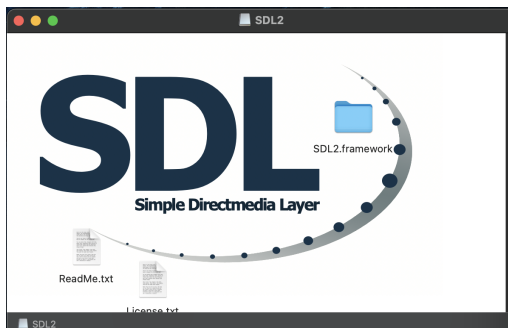 SDL2
SDL
SDL2.framework
Simple Directmedia Layer
ReadMe.txt
License.txt
SDL2